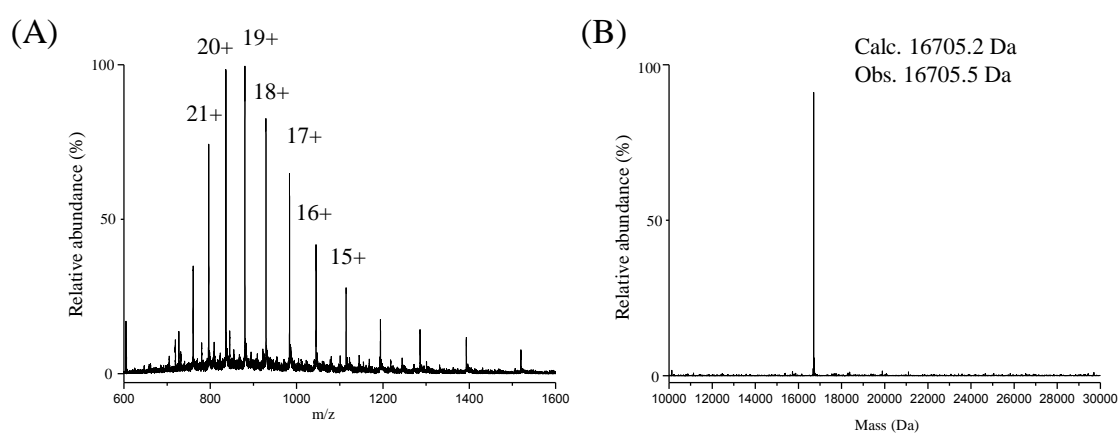 (A)
20+
19+
21+
18+
17+
16+
15+
Relative abundance (%)
100
50
0
600
800
1000
1200
1400
1600
m/z
(B)
Calc. 16705.2 Da
Obs. 16705.5 Da
Relative abundance (%)
100
50
0
10000 12000 14000 16000 18000 20000 22000 24000 26000 28000 30000
Mass (Da)